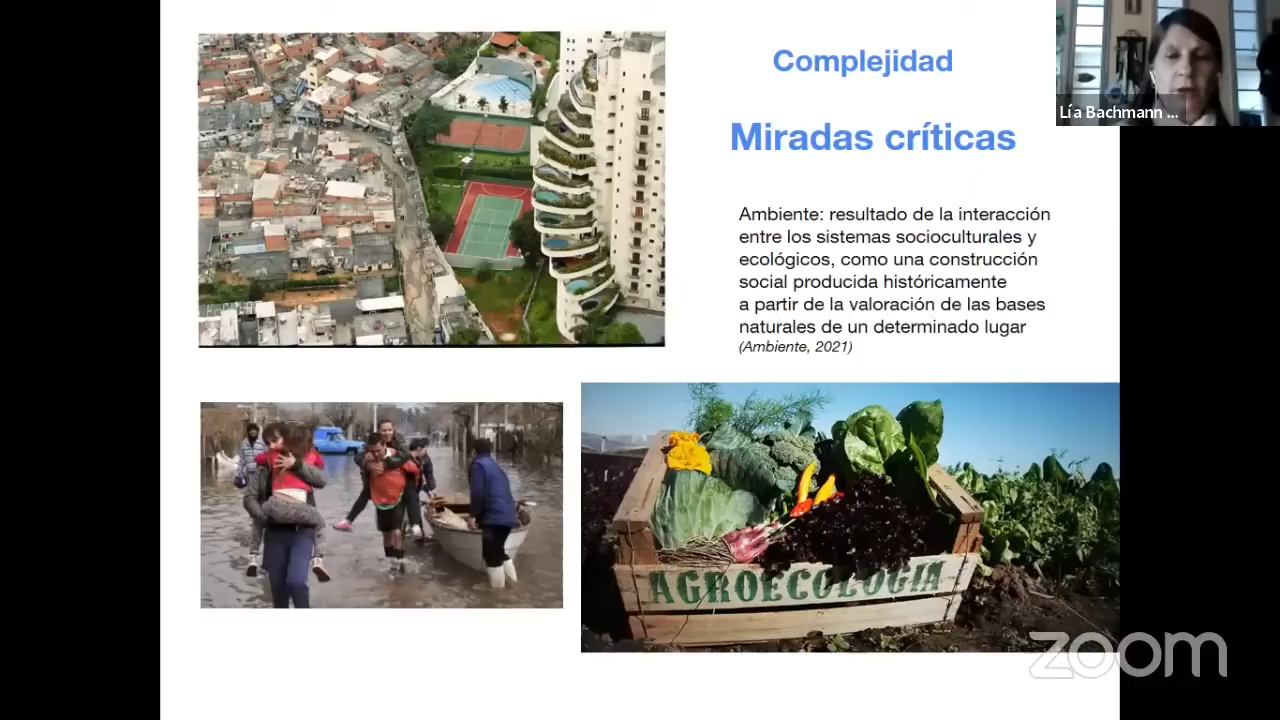 Complejidad
Miradas críticas
Lía Bachmann ...
Ambiente: resultado de la interacción
entre los sistemas socioculturales y
ecológicos, como una construcción
social producida históricamente
a partir de la valoración de las bases
naturales de un determinado lugar
(Ambiente, 2021)
AGROECOLOGIA
zoom